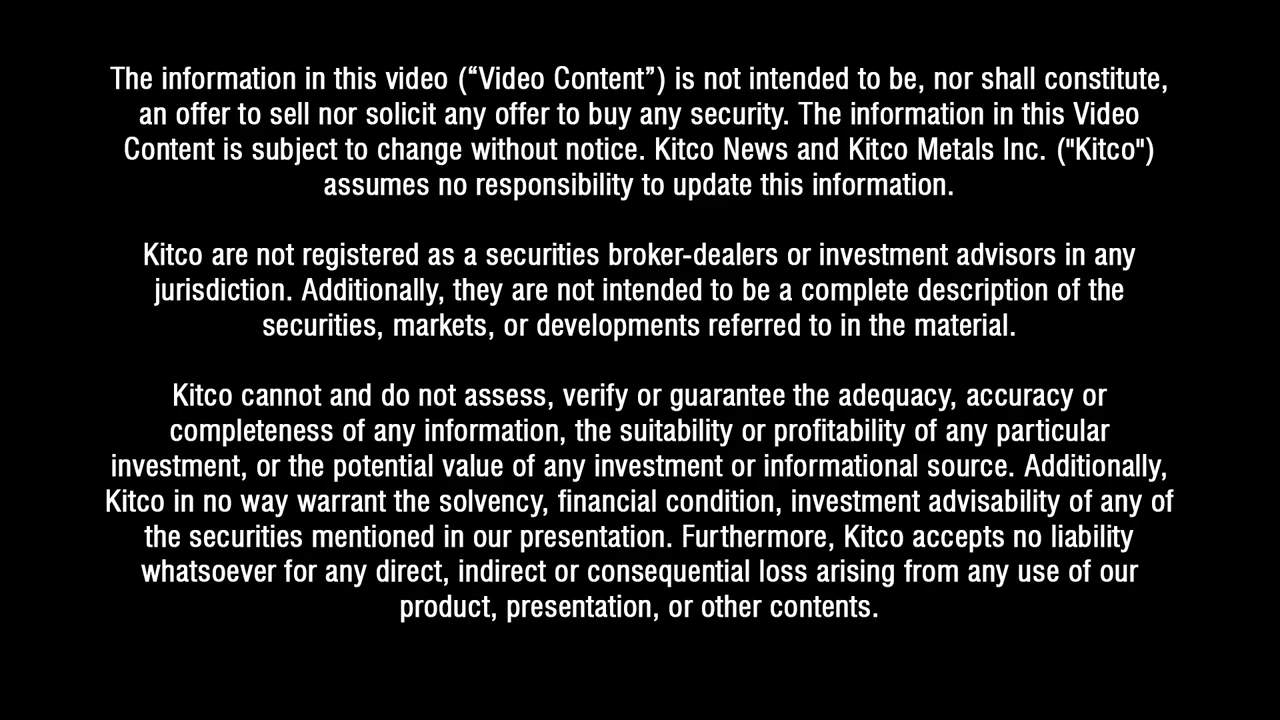 The information in this video (“Video Content”) is not intended to be, nor shall constitute,
an offer to sell nor solicit any offer to buy any security. The information in this Video
Content is subject to change without notice. Kitco News and Kitco Metals Inc. ("Kitco")
assumes no responsibility to update this information.
Kitco are not registered as a securities broker-dealers or investment advisors in any
jurisdiction. Additionally, they are not intended to be a complete description of the
securities, markets, or developments referred to in the material.
Kitco cannot and do not assess, verify or guarantee the adequacy, accuracy or
completeness of any information, the suitability or profitability of any particular
investment, or the potential value of any investment or informational source. Additionally,
Kitco in no way warrant the solvency, financial condition, investment advisability of any of
the securities mentioned in our presentation. Furthermore, Kitco accepts no liability
whatsoever for any direct, indirect or consequential loss arising from any use of our
product, presentation, or other contents.